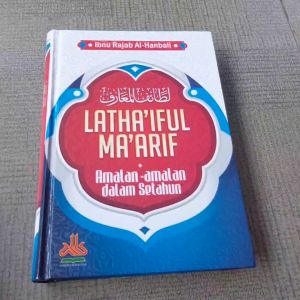 • Ibnu Rajab Al-Hanbali •
لطائف المعارف
LATHA'IFUL
MA'ARIF
Amalan-amalan
dalam Setahun